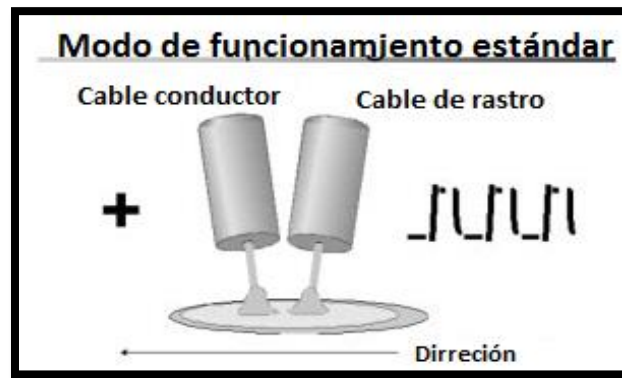 Modo de funcionamiento estándar
Cable conductor
Cable de rastro
+
Dirreción